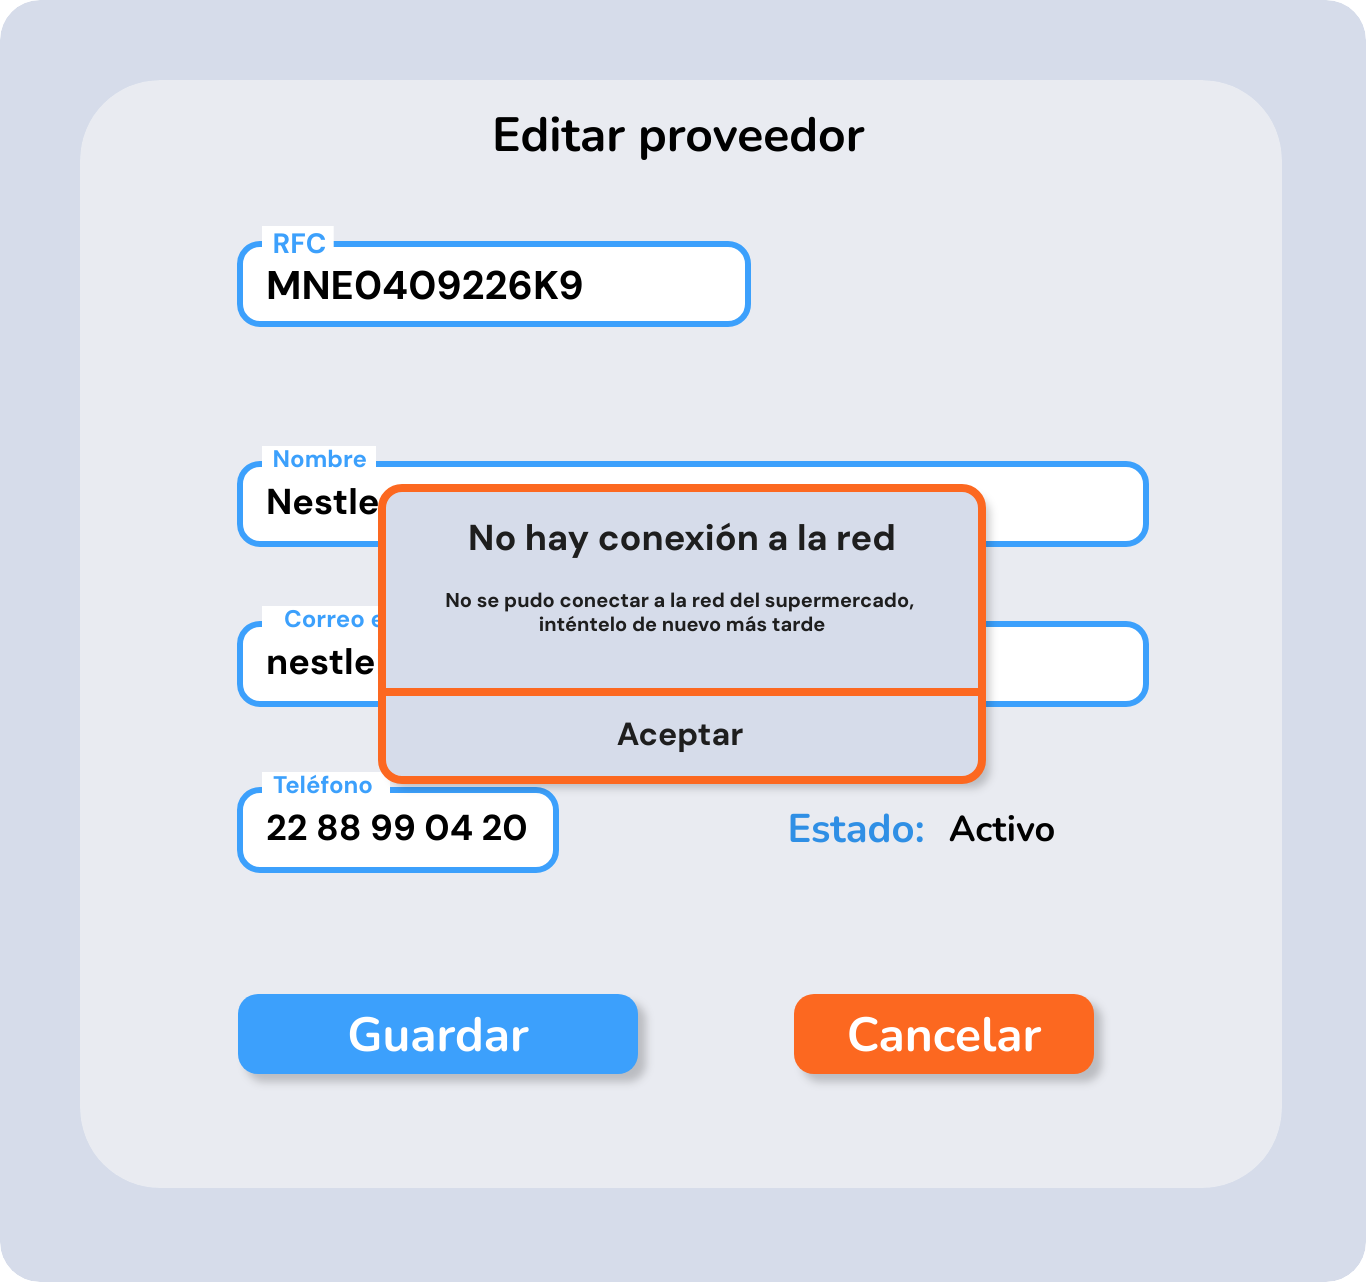 Editar proveedor
RFC
MNE0409226K9
Nombre
Nestle
No hay conexión a la red
No se pudo conectar a la red del supermercado,
inténtelo de nuevo más tarde
Correo
nestle
Aceptar
Teléfono
22 88 99 04 20
Estado: Activo
Guardar
Cancelar